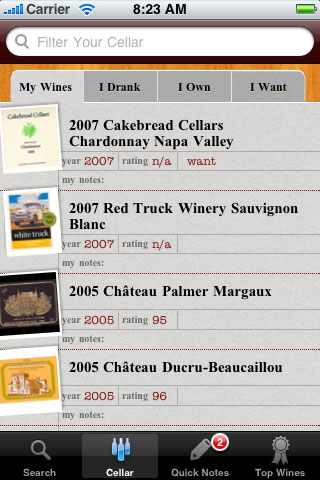 Carrier 8:23 AM
Filter Your Cellar
My Wines I Drank I Own I Want
2007 Cakebread Cellars
Chardonnay Napa Valley
year 2007 rating n/a want
my notes:
2007 Red Truck Winery Sauvignon
Blanc
white truck
year 2007 rating n/a
my notes:
2005 Château Palmer Margaux
year 2005 rating 95
my notes:
2005 Château Ducru-Beaucaillou
year 2005 rating 96
my notes:
2
Search Cellar Quick Notes Top Wines